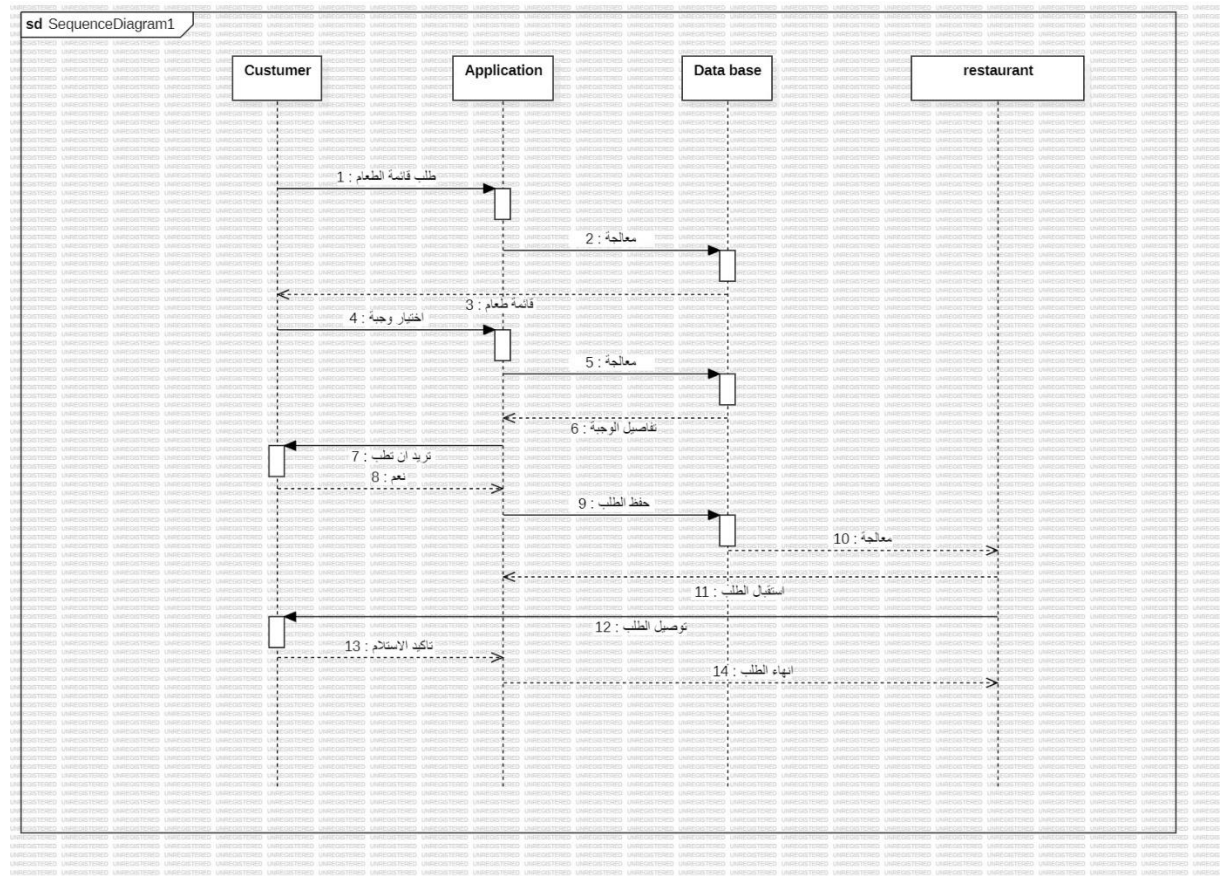 sd SequenceDiagram1
Custumer
Application
Data base
restaurant
1 : طلب قائمة الطعام
2 : معالجة
3 : قائمة طعام
4 : اختيار وجبة
5 : معالجة
6 : تفاصيل الوجبة
7 : تريد ان تطب
8 : نعم
9 : حفظ الطلب
10 : معالجة
11 : استقبال الطلب
12 : توصيل الطلب
13 : تاكيد الاستلام
14 : انهاء الطلب
UNREGISTERED